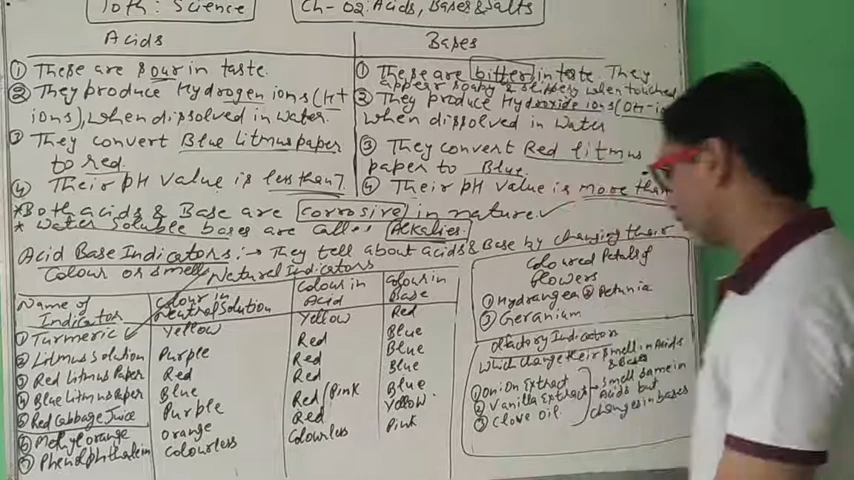 10th : Science
Ch- 02: Acids, Bases & Salts
Acids
① These are sour in taste.
② They produce Hydrogen ions (H+
ions), when dissolved in water.
③ They convert Blue Litmus paper
to red.
④ Their pH value is less than 7.
Bases
① These are bitter in taste. They
appear soapy & slippery when touched
② They produce Hydroxide ions (OH-
when dissolved in water
③ They convert Red litmus
paper to Blue.
④ Their pH value is more than
*Both acids & Base are corrosive in nature.
* Water Soluble bases are called Alkalies.
Acid Base Indicators :→ They tell about acids & Base by changing their
Colour or smell.
Natural Indicators
Name of Indicator | Colour in Neutral Solution | Colour in Acid | Colour in Base
① Turmeric | Yellow | Yellow | Red
② Litmus Solution | Purple | Red | Blue
③ Red Litmus Paper | Red | Red | Blue
④ Blue Litmus Paper | Blue | Red | Blue
⑤ Red Cabbage Juice | Purple | Red/Pink | Blue
⑥ Methyl orange | Orange | Red | Yellow.
⑦ Phenolphthalein | Colourless | Colourless | Pink
Coloured Petals of
flowers
① Hydrangea ② Petunia
③ Geranium
Olfactory Indicators
Which change their smell in Acids
& Bases
① Onion Extract
② Vanilla Extract
③ Clove Oil.
→ Smell same in
Acids but
changes in bases